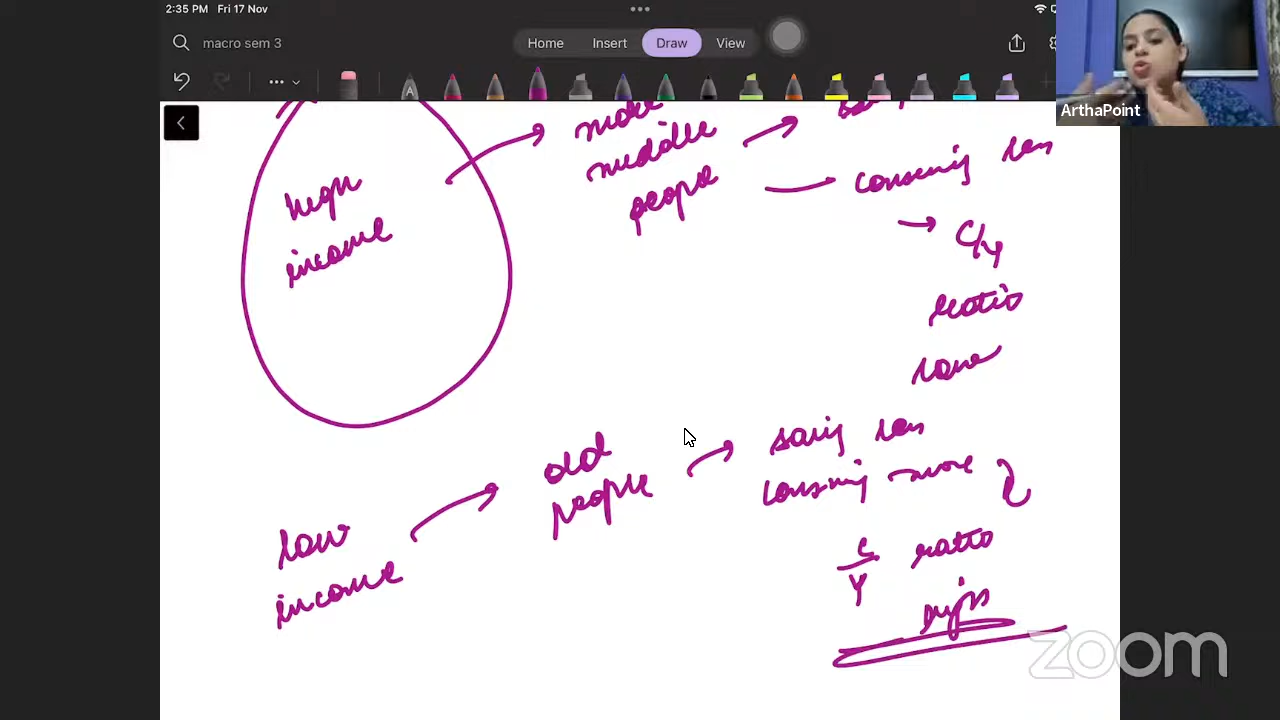 2:35 PM Fri 17 Nov
macro sem 3
Home Insert Draw View
A
ArthaPoint
high
income
more
middle
people
consuming less
C/Y
ratio
low
low
income
old
people
saving less
consuming more
C
Y
ratio
high
zoom